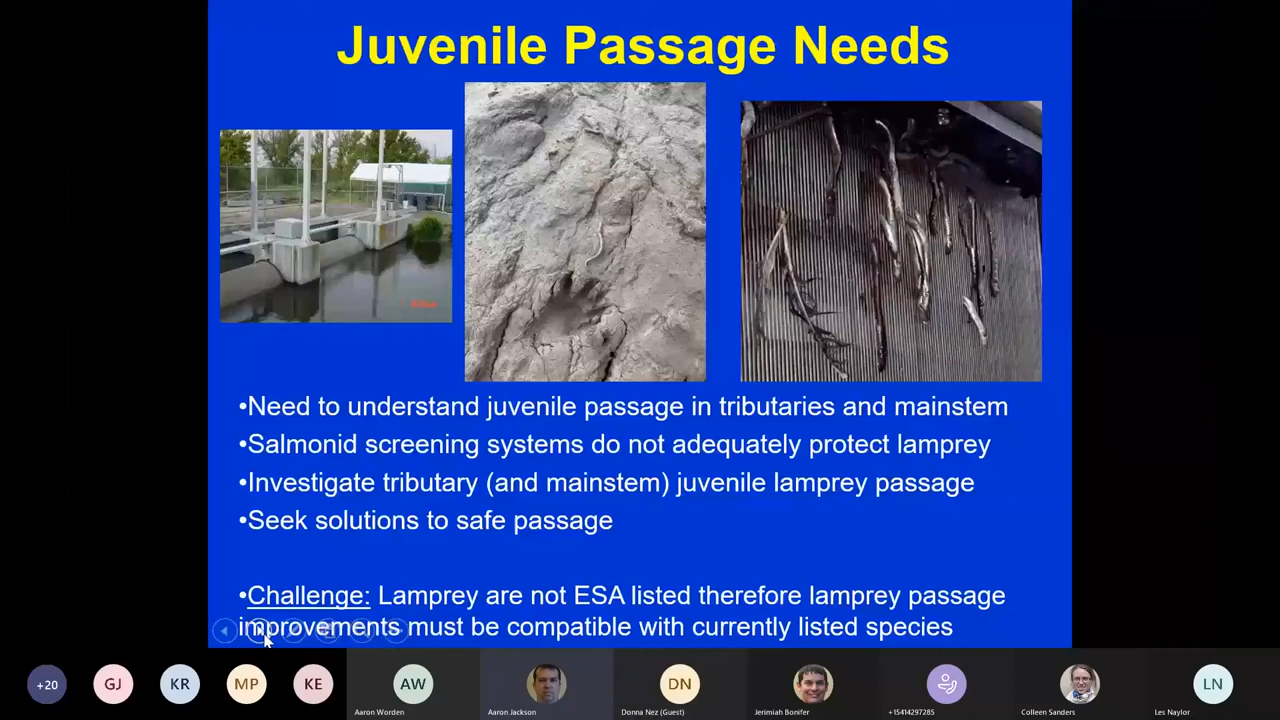 Juvenile Passage Needs
•Need to understand juvenile passage in tributaries and mainstem
•Salmonid screening systems do not adequately protect lamprey
•Investigate tributary (and mainstem) juvenile lamprey passage
•Seek solutions to safe passage
•Challenge: Lamprey are not ESA listed therefore lamprey passage
improvements must be compatible with currently listed species
+20
GJ
KR
MP
KE
AW
DN
LN
Aaron Worden
Aaron Jackson
Donna Nez (Guest)
Jerimiah Bonifer
+15414297285
Colleen Sanders
Les Naylor